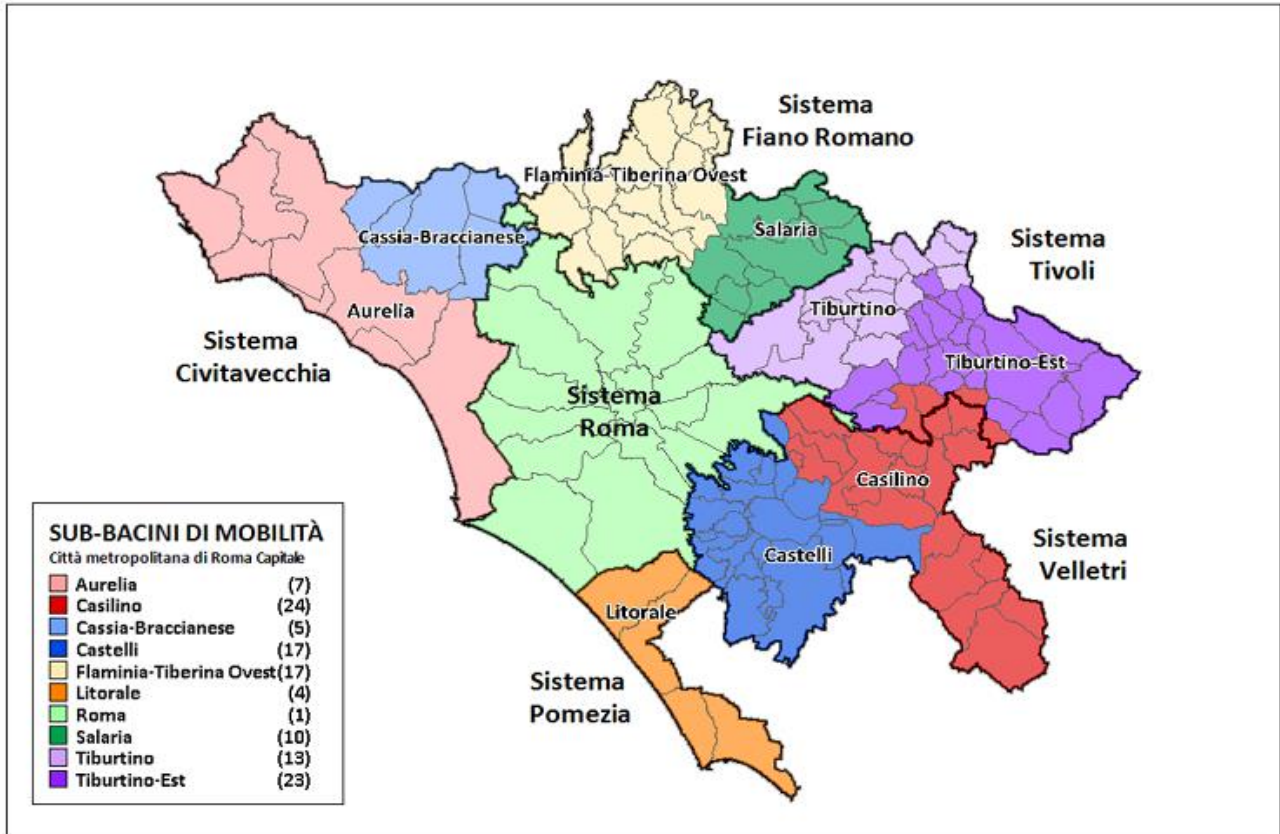 Sistema
Fiano Romano
Flaminia-Tiberina Ovest
Salaria
Cassia-Braccianese
Sistema
Tivoli
Aurelia
Tiburtino
Sistema
Civitavecchia
Tiburtino-Est
Sistema
Roma
Casilino
Castelli
Sistema
Velletri
Litorale
Sistema
Pomezia
SUB-BACINI DI MOBILITÀ
Città metropolitana di Roma Capitale
Aurelia (7)
Casilino (24)
Cassia-Braccianese (5)
Castelli (17)
Flaminia-Tiberina Ovest(17)
Litorale (4)
Roma (1)
Salaria (10)
Tiburtino (13)
Tiburtino-Est (23)